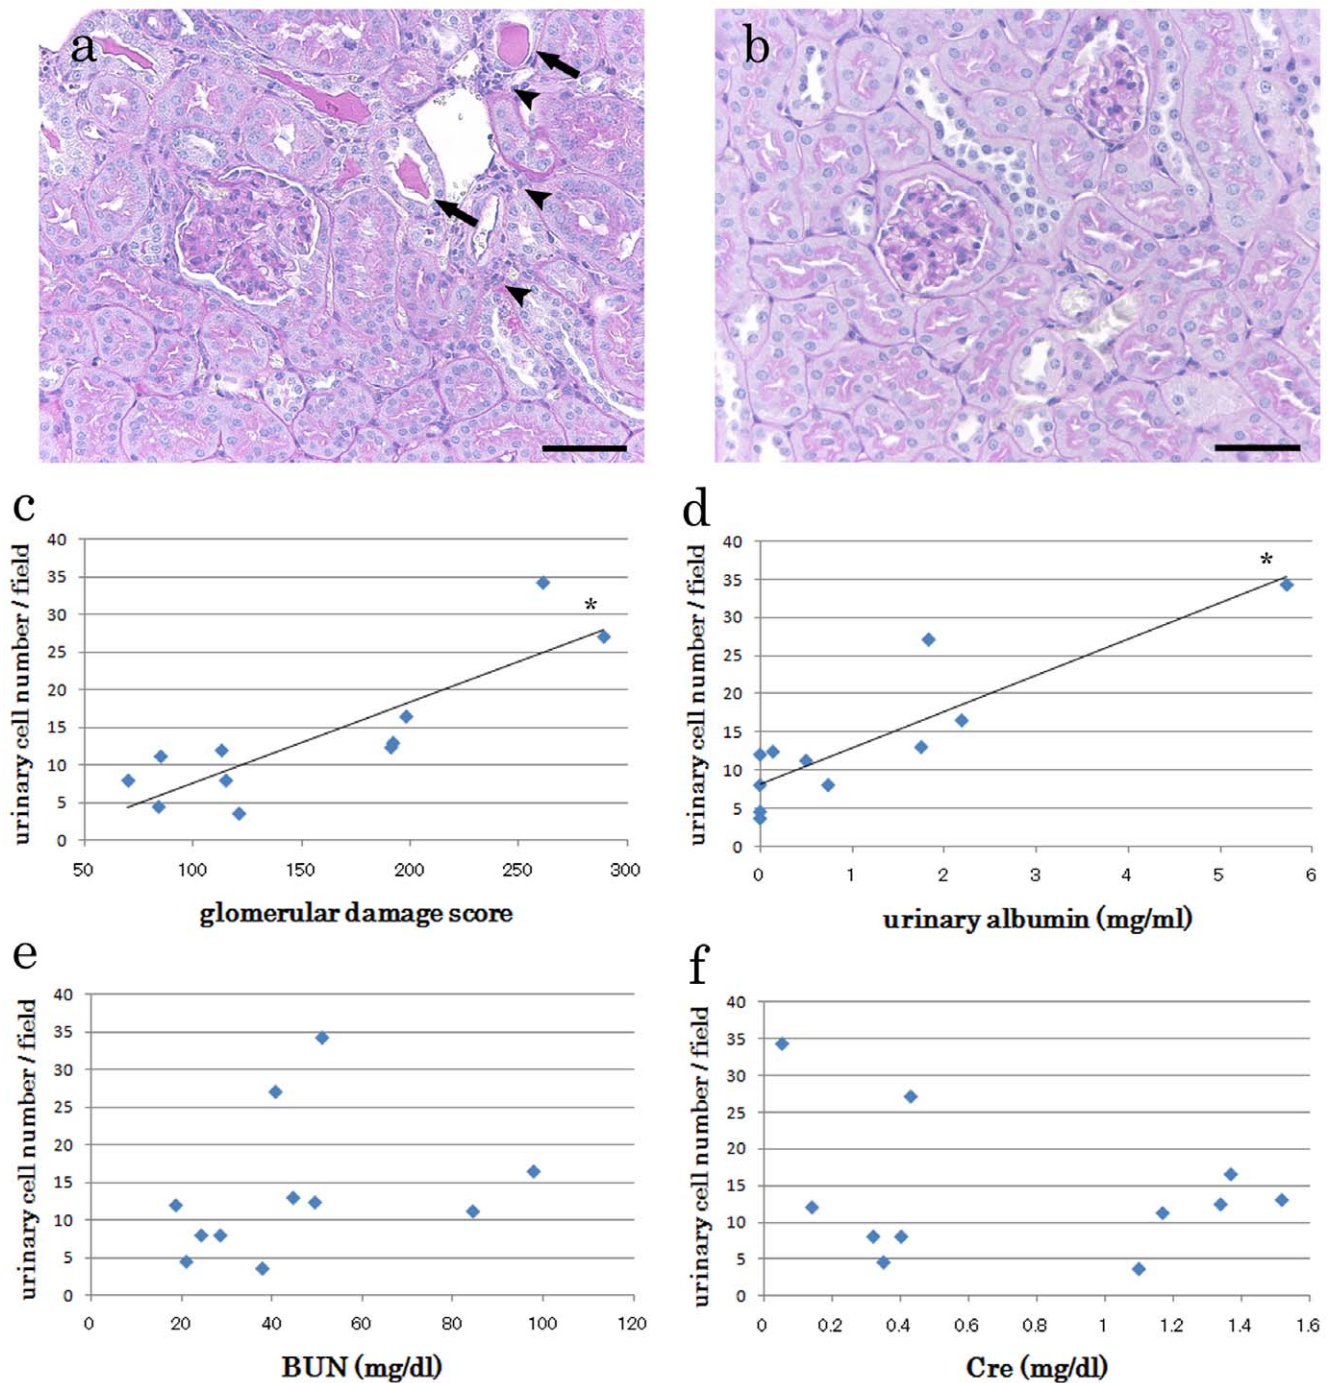 a b
c d
* *
urinary cell number / field
40
35
30
25
20
15
10
5
0
50 100 150 200 250 300
glomerular damage score
urinary cell number / field
40
35
30
25
20
15
10
5
0
0 1 2 3 4 5 6
urinary albumin (mg/ml)
e f
urinary cell number / field
40
35
30
25
20
15
10
5
0
0 20 40 60 80 100 120
BUN (mg/dl)
urinary cell number / field
40
35
30
25
20
15
10
5
0
0 0.2 0.4 0.6 0.8 1 1.2 1.4 1.6
Cre (mg/dl)